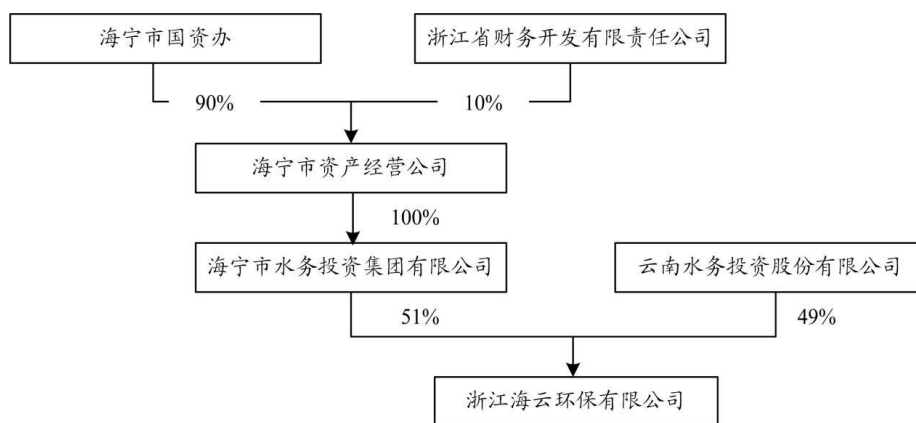 海宁市国资办
浙江省财务开发有限责任公司
90%
10%
海宁市资产经营公司
100%
海宁市水务投资集团有限公司
云南水务投资股份有限公司
51%
49%
浙江海云环保有限公司